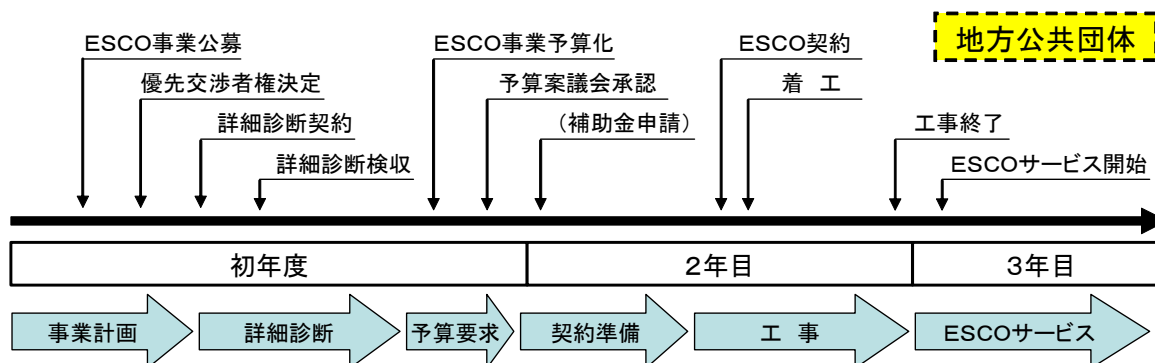 地方公共団体
ESCO事業公募
優先交渉者権決定
詳細診断契約
詳細診断検収
ESCO事業予算化
予算案議会承認
(補助金申請)
ESCO契約
着 工
工事終了
ESCOサービス開始
初年度
2年目
3年目
事業計画
詳細診断
予算要求
契約準備
工 事
ESCOサービス